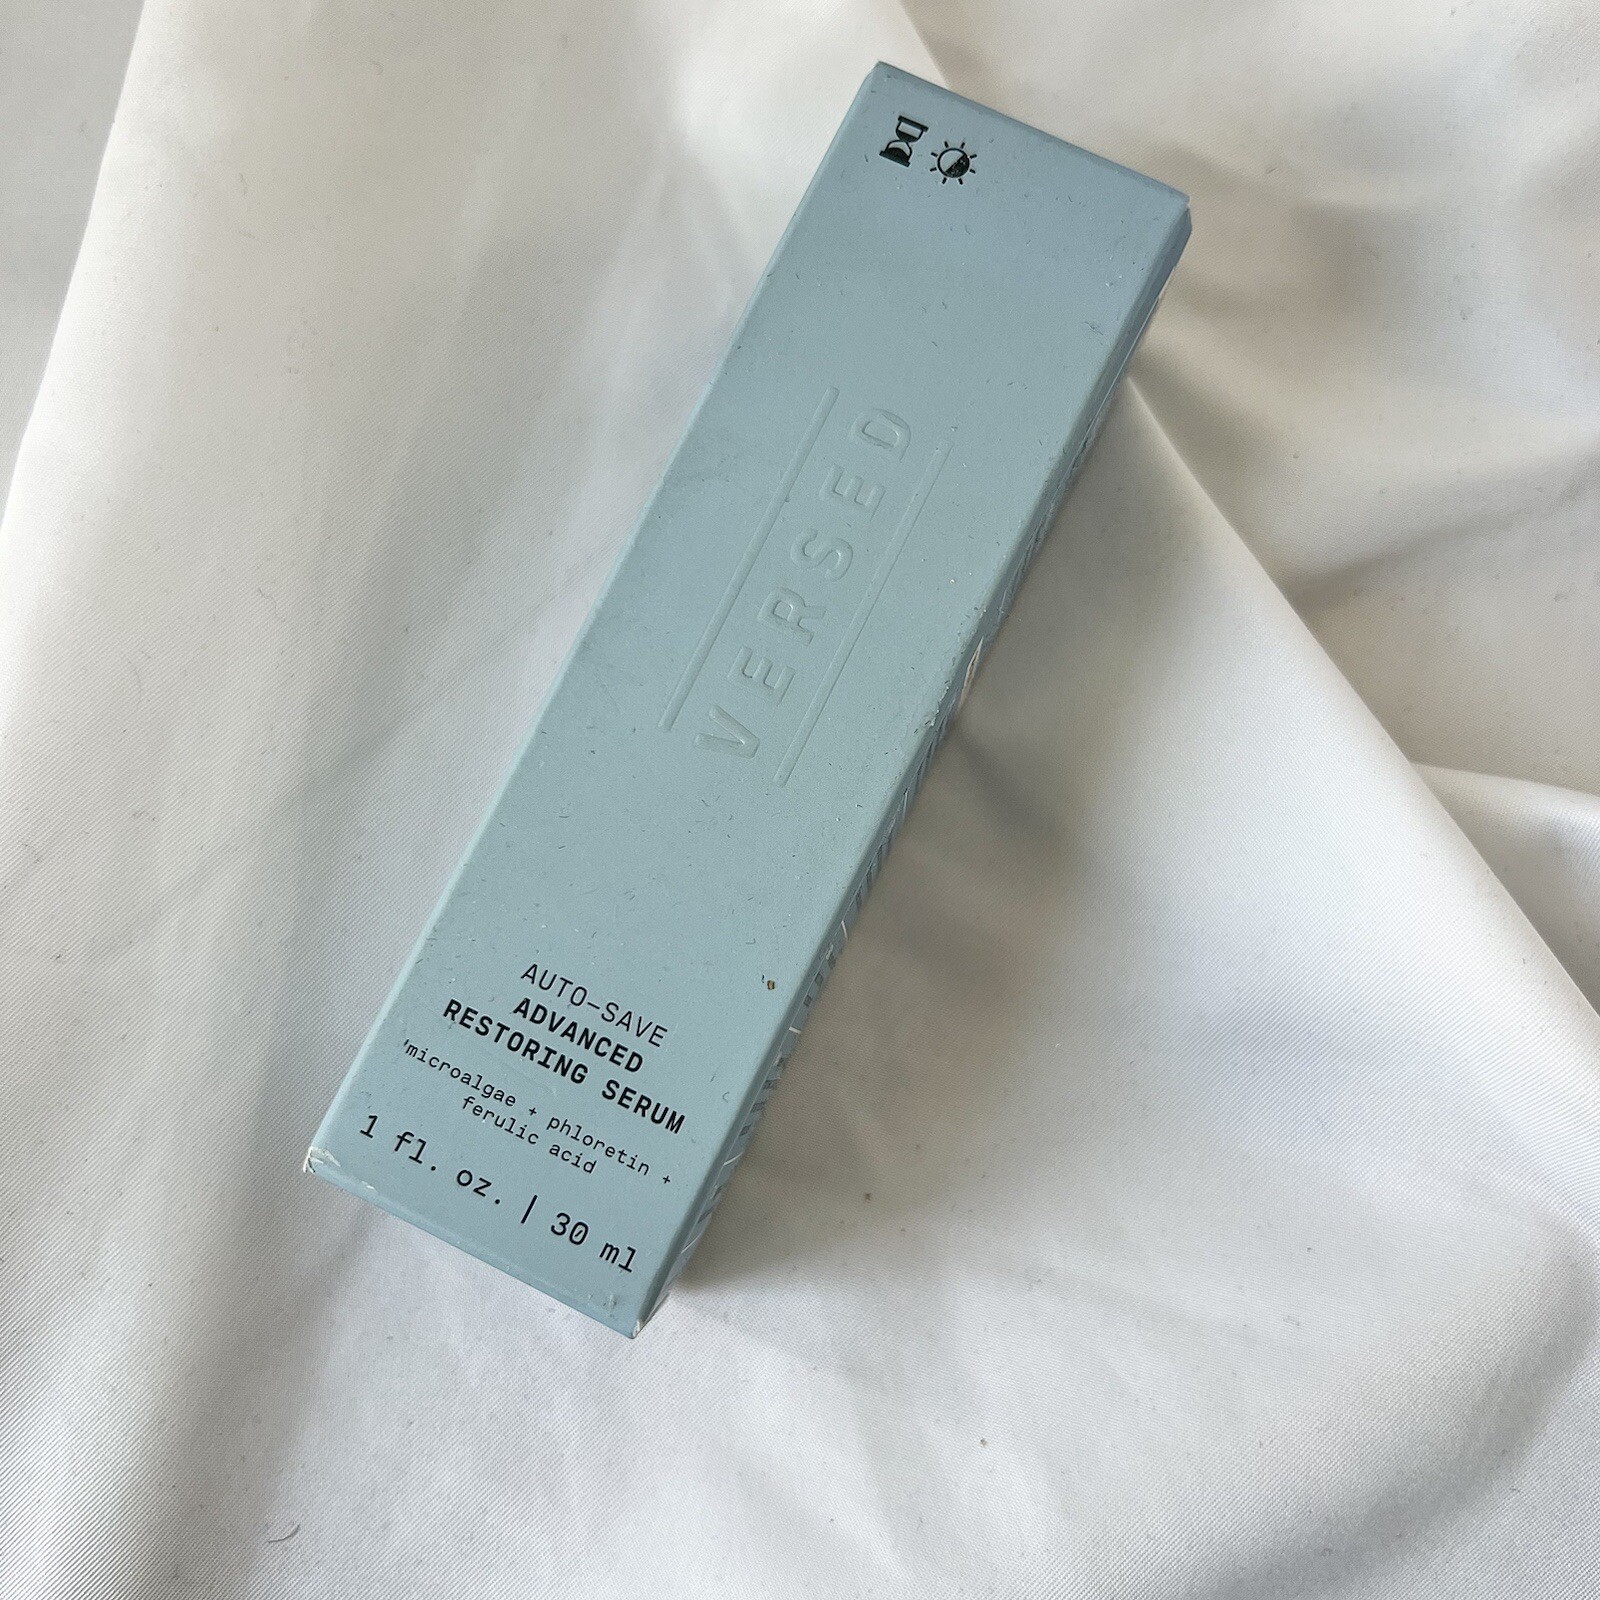 VERSED
AUTO-SAVE
ADVANCED
RESTORING SERUM
microalgae + phloretin +
ferulic acid
1 fl. oz. | 30 ml